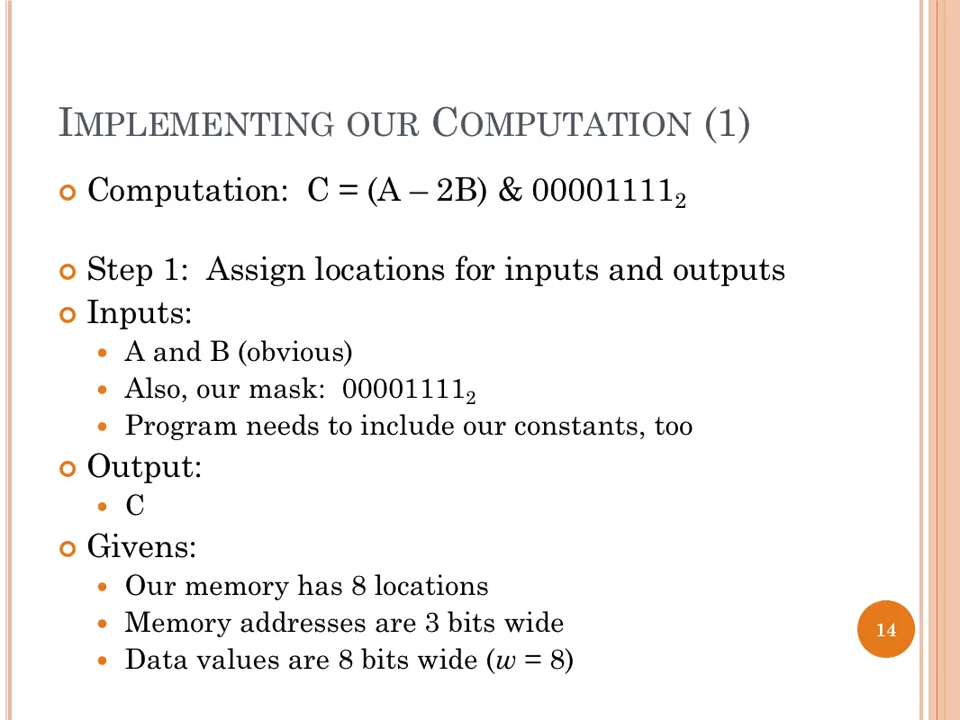 IMPLEMENTING OUR COMPUTATION (1)
Computation: C = (A – 2B) & 00001111₂
Step 1: Assign locations for inputs and outputs
Inputs:
A and B (obvious)
Also, our mask: 00001111₂
Program needs to include our constants, too
Output:
C
Givens:
Our memory has 8 locations
Memory addresses are 3 bits wide
Data values are 8 bits wide (w = 8)
14